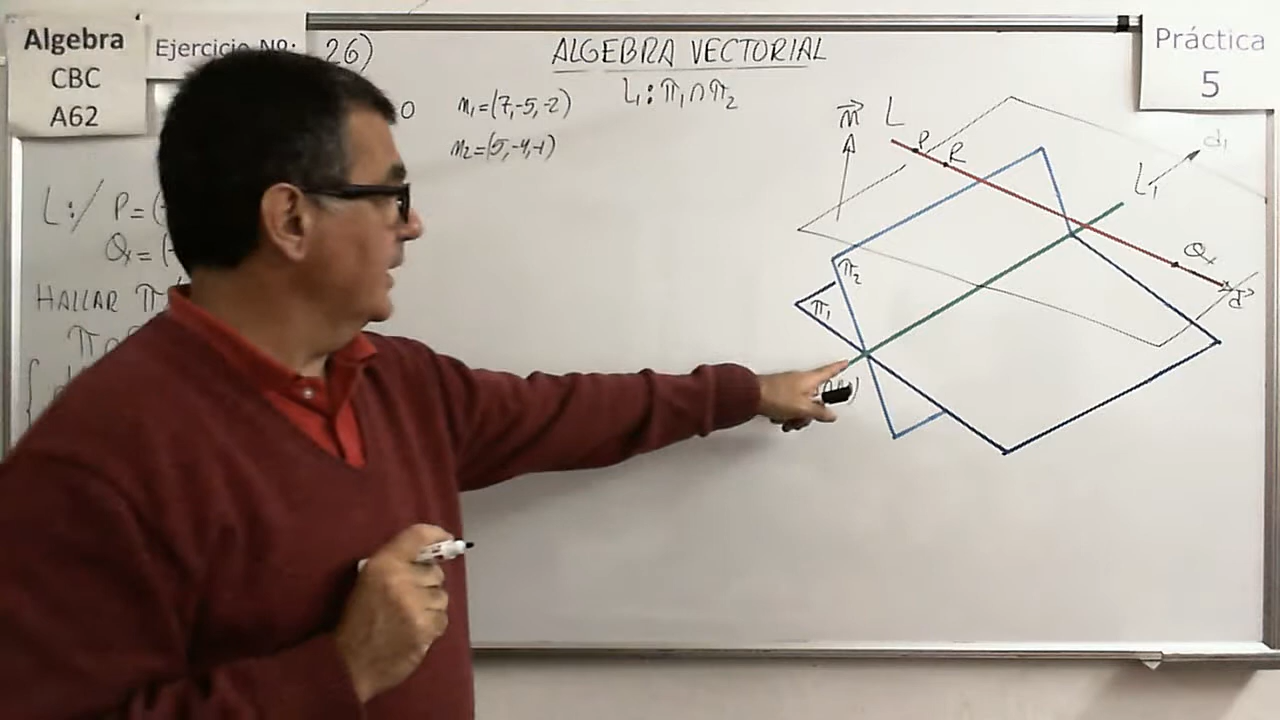 Algebra
CBC
A62
Ejercicio Nº: 26)
ALGEBRA VECTORIAL
Práctica
5
L₁: π₁∩π₂
0
n₁=(7,-5,-2)
n₂=(5,-4,-1)
L:/ P=(
Q=(
HALLAR π
π
n
A
L
P
R
L₁
d₁
Q
d
π₂
π₁